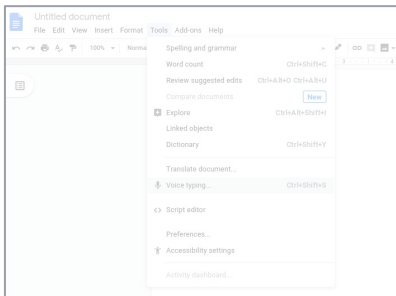 Untitled document
File Edit View Insert Format Tools Add-ons Help
100% Norma
Spelling and grammar
Word count Ctrl+Shift+C
Review suggested edits Ctrl+Alt+O Ctrl+Alt+U
Compare documents New
Explore Ctrl+Alt+Shift+I
Linked objects
Dictionary Ctrl+Shift+Y
Translate document...
Voice typing... Ctrl+Shift+S
Script editor
Preferences...
Accessibility settings
Activity dashboard...